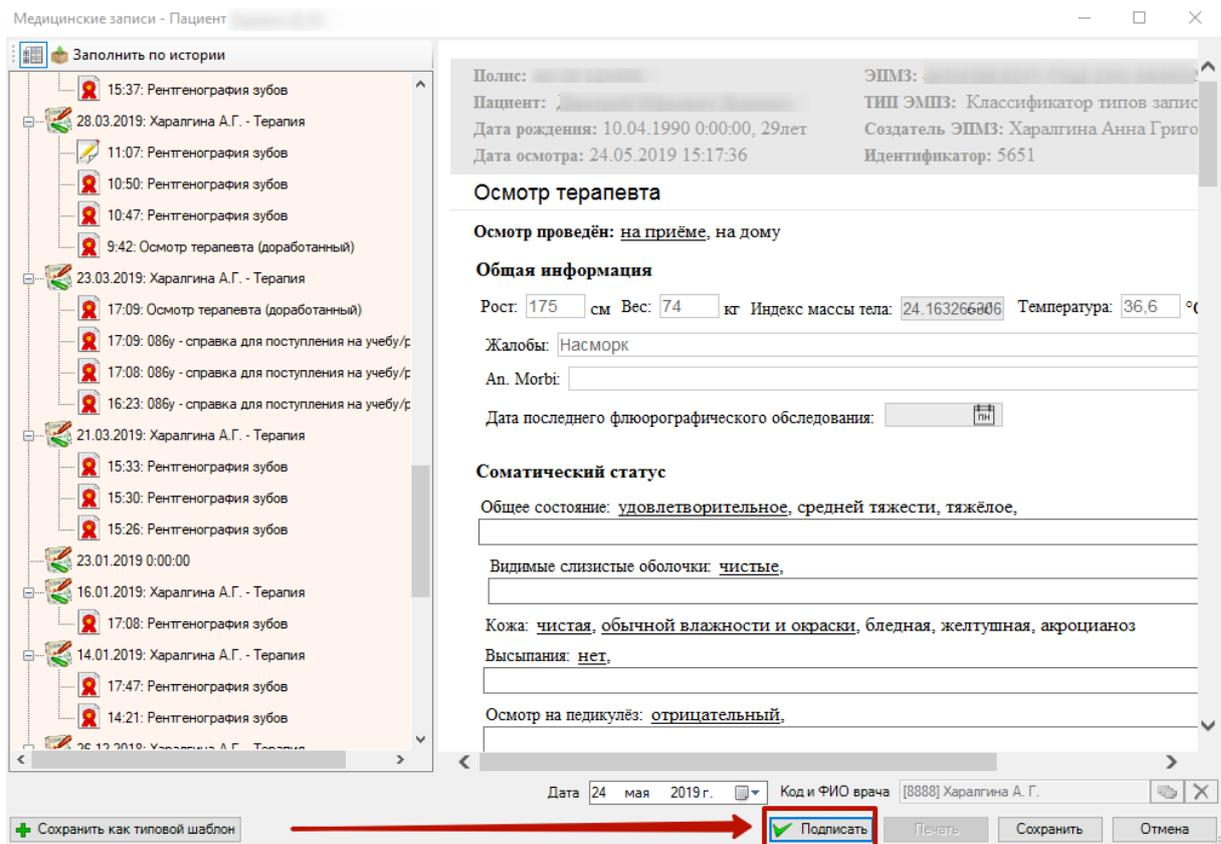 Медицинские записи - Пациент
Заполнить по истории
15:37: Рентгенография зубов
28.03.2019: Харалгина А.Г. - Терапия
11:07: Рентгенография зубов
10:50: Рентгенография зубов
10:47: Рентгенография зубов
9:42: Осмотр терапевта (доработанный)
23.03.2019: Харалгина А.Г. - Терапия
17:09: Осмотр терапевта (доработанный)
17:09: 086у - справка для поступления на учебу/р
17:08: 086у - справка для поступления на учебу/р
16:23: 086у - справка для поступления на учебу/р
21.03.2019: Харалгина А.Г. - Терапия
15:33: Рентгенография зубов
15:30: Рентгенография зубов
15:26: Рентгенография зубов
23.01.2019 0:00:00
16.01.2019: Харалгина А.Г. - Терапия
17:08: Рентгенография зубов
14.01.2019: Харалгина А.Г. - Терапия
17:47: Рентгенография зубов
14:21: Рентгенография зубов
26.12.2018: Харалгина А.Г. - Терапия
Полис: ЭПМЗ:
Пациент: ТИП ЭМПЗ: Классификатор типов запис
Дата рождения: 10.04.1990 0:00:00, 29лет Создатель ЭПМЗ: Харалгина Анна Григо
Дата осмотра: 24.05.2019 15:17:36 Идентификатор: 5651
Осмотр терапевта
Осмотр проведён: на приёме, на дому
Общая информация
Рост: 175 см Вес: 74 кг Индекс массы тела: Температура: 36,6 °C
Жалобы: Насморк
An. Morbi:
Дата последнего флюорографического обследования: пн
Соматический статус
Общее состояние: удовлетворительное, средней тяжести, тяжёлое,
Видимые слизистые оболочки: чистые,
Кожа: чистая, обычной влажности и окраски, бледная, желтушная, акроцианоз
Высыпания: нет,
Осмотр на педикулёз: отрицательный,
Дата 24 мая 2019 г. Код и ФИО врача [8888] Харалгина А. Г.
Сохранить как типовой шаблон Подписать Печать Сохранить Отмена